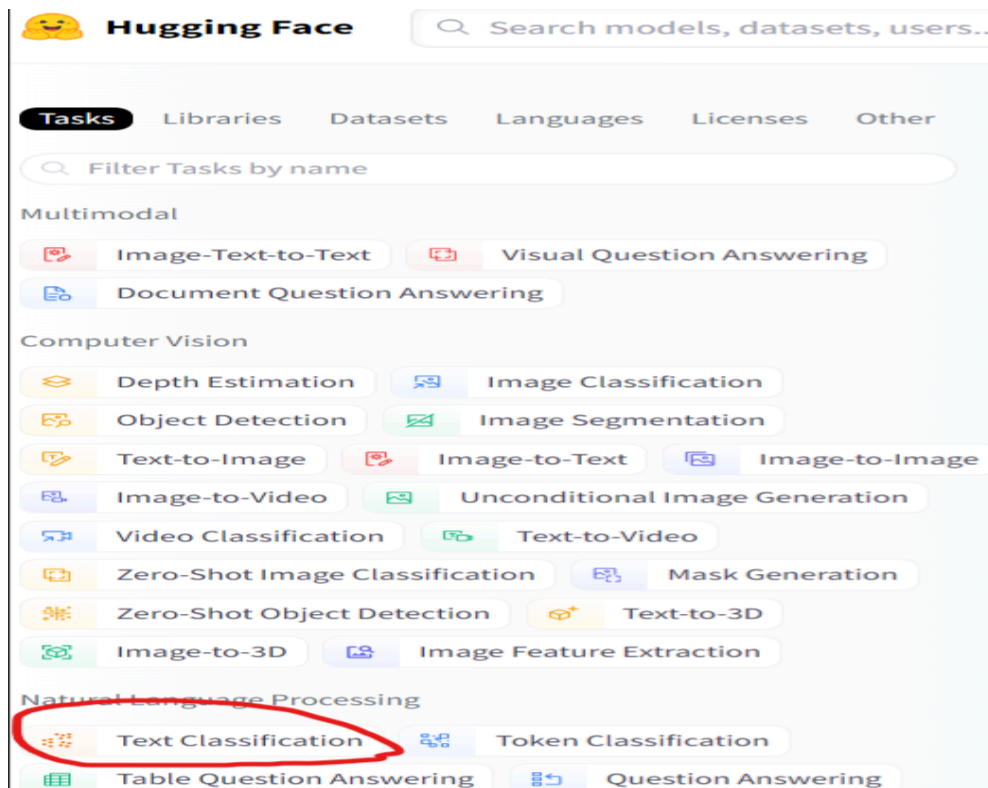 Hugging Face Search models, datasets, users...
Tasks Libraries Datasets Languages Licenses Other
Filter Tasks by name
Multimodal
Image-Text-to-Text Visual Question Answering
Document Question Answering
Computer Vision
Depth Estimation Image Classification
Object Detection Image Segmentation
Text-to-Image Image-to-Text Image-to-Image
Image-to-Video Unconditional Image Generation
Video Classification Text-to-Video
Zero-Shot Image Classification Mask Generation
Zero-Shot Object Detection Text-to-3D
Image-to-3D Image Feature Extraction
Natural Language Processing
Text Classification Token Classification
Table Question Answering Question Answering